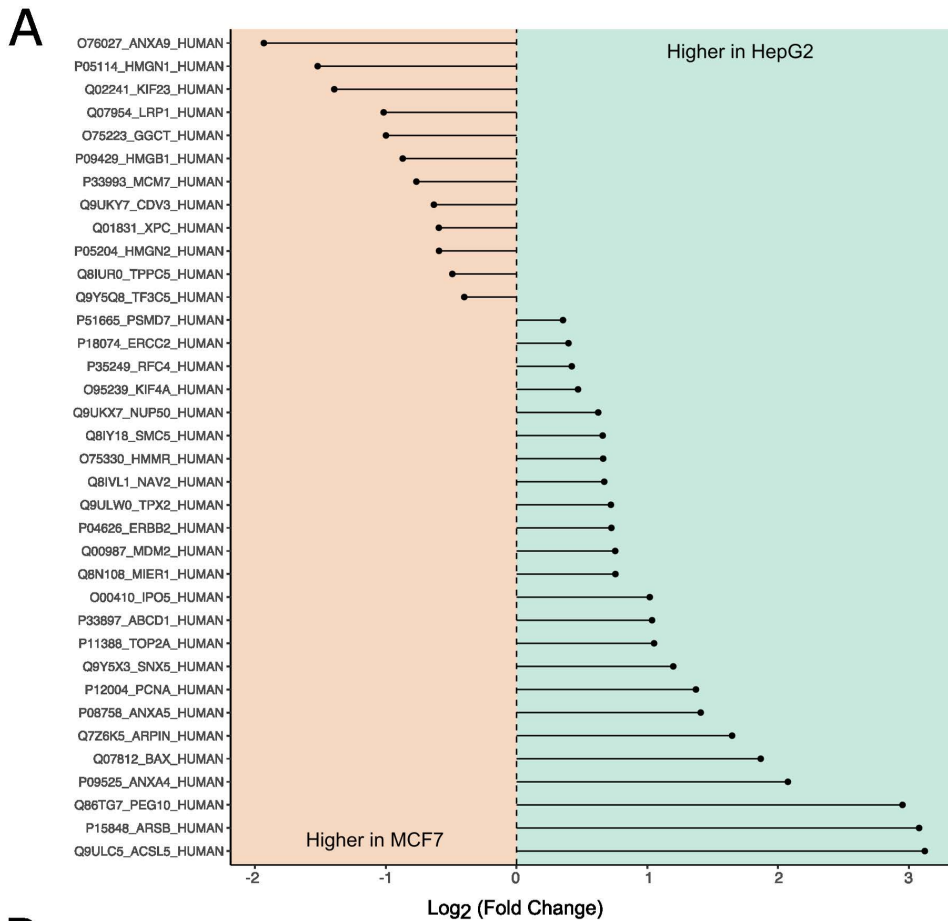 A
Higher in HepG2
O76027_ANXA9_HUMAN
P05114_HMGN1_HUMAN
Q02241_KIF23_HUMAN
Q07954_LRP1_HUMAN
O75223_GGCT_HUMAN
P09429_HMGB1_HUMAN
P33993_MCM7_HUMAN
Q9UKY7_CDV3_HUMAN
Q01831_XPC_HUMAN
P05204_HMGN2_HUMAN
Q8IUR0_TPPC5_HUMAN
Q9Y5Q8_TF3C5_HUMAN
P51665_PSMD7_HUMAN
P18074_ERCC2_HUMAN
P35249_RFC4_HUMAN
O95239_KIF4A_HUMAN
Q9UKX7_NUP50_HUMAN
Q8IY18_SMC5_HUMAN
O75330_HMMR_HUMAN
Q8IVL1_NAV2_HUMAN
Q9ULW0_TPX2_HUMAN
P04626_ERBB2_HUMAN
Q00987_MDM2_HUMAN
Q8N108_MIER1_HUMAN
O00410_IPO5_HUMAN
P33897_ABCD1_HUMAN
P11388_TOP2A_HUMAN
Q9Y5X3_SNX5_HUMAN
P12004_PCNA_HUMAN
P08758_ANXA5_HUMAN
Q7Z6K5_ARPIN_HUMAN
Q07812_BAX_HUMAN
P09525_ANXA4_HUMAN
Q86TG7_PEG10_HUMAN
P15848_ARSB_HUMAN
Q9ULC5_ACSL5_HUMAN
Higher in MCF7
-2 -1 0 1 2 3
Log2 (Fold Change)